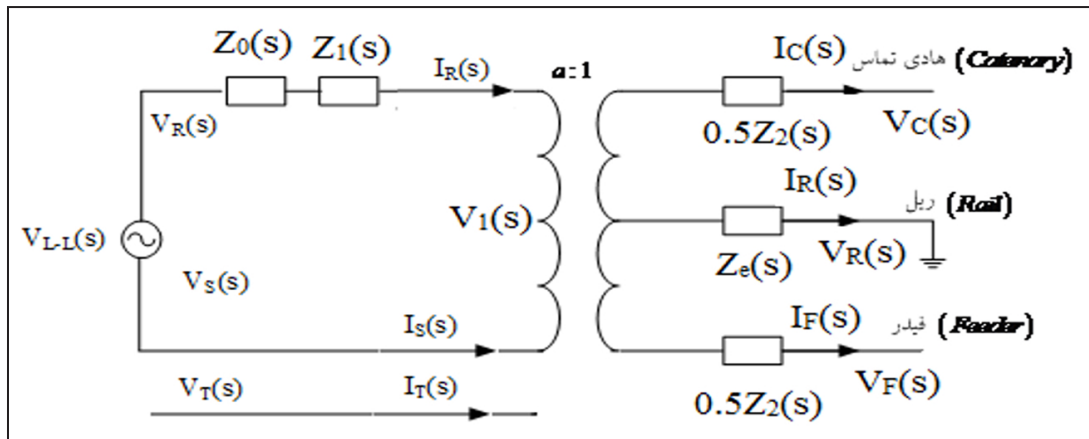 Z0(s) Z1(s) IR(s) a:1 IC(s) هادی تماس (Catenary)
VR(s) 0.5Z2(s) VC(s)
IR(s) ریل (Rail)
VL-L(s) V1(s) Ze(s) VR(s)
VS(s)
IS(s) IF(s) فیدر (Feeder)
VT(s) IT(s) 0.5Z2(s) VF(s)